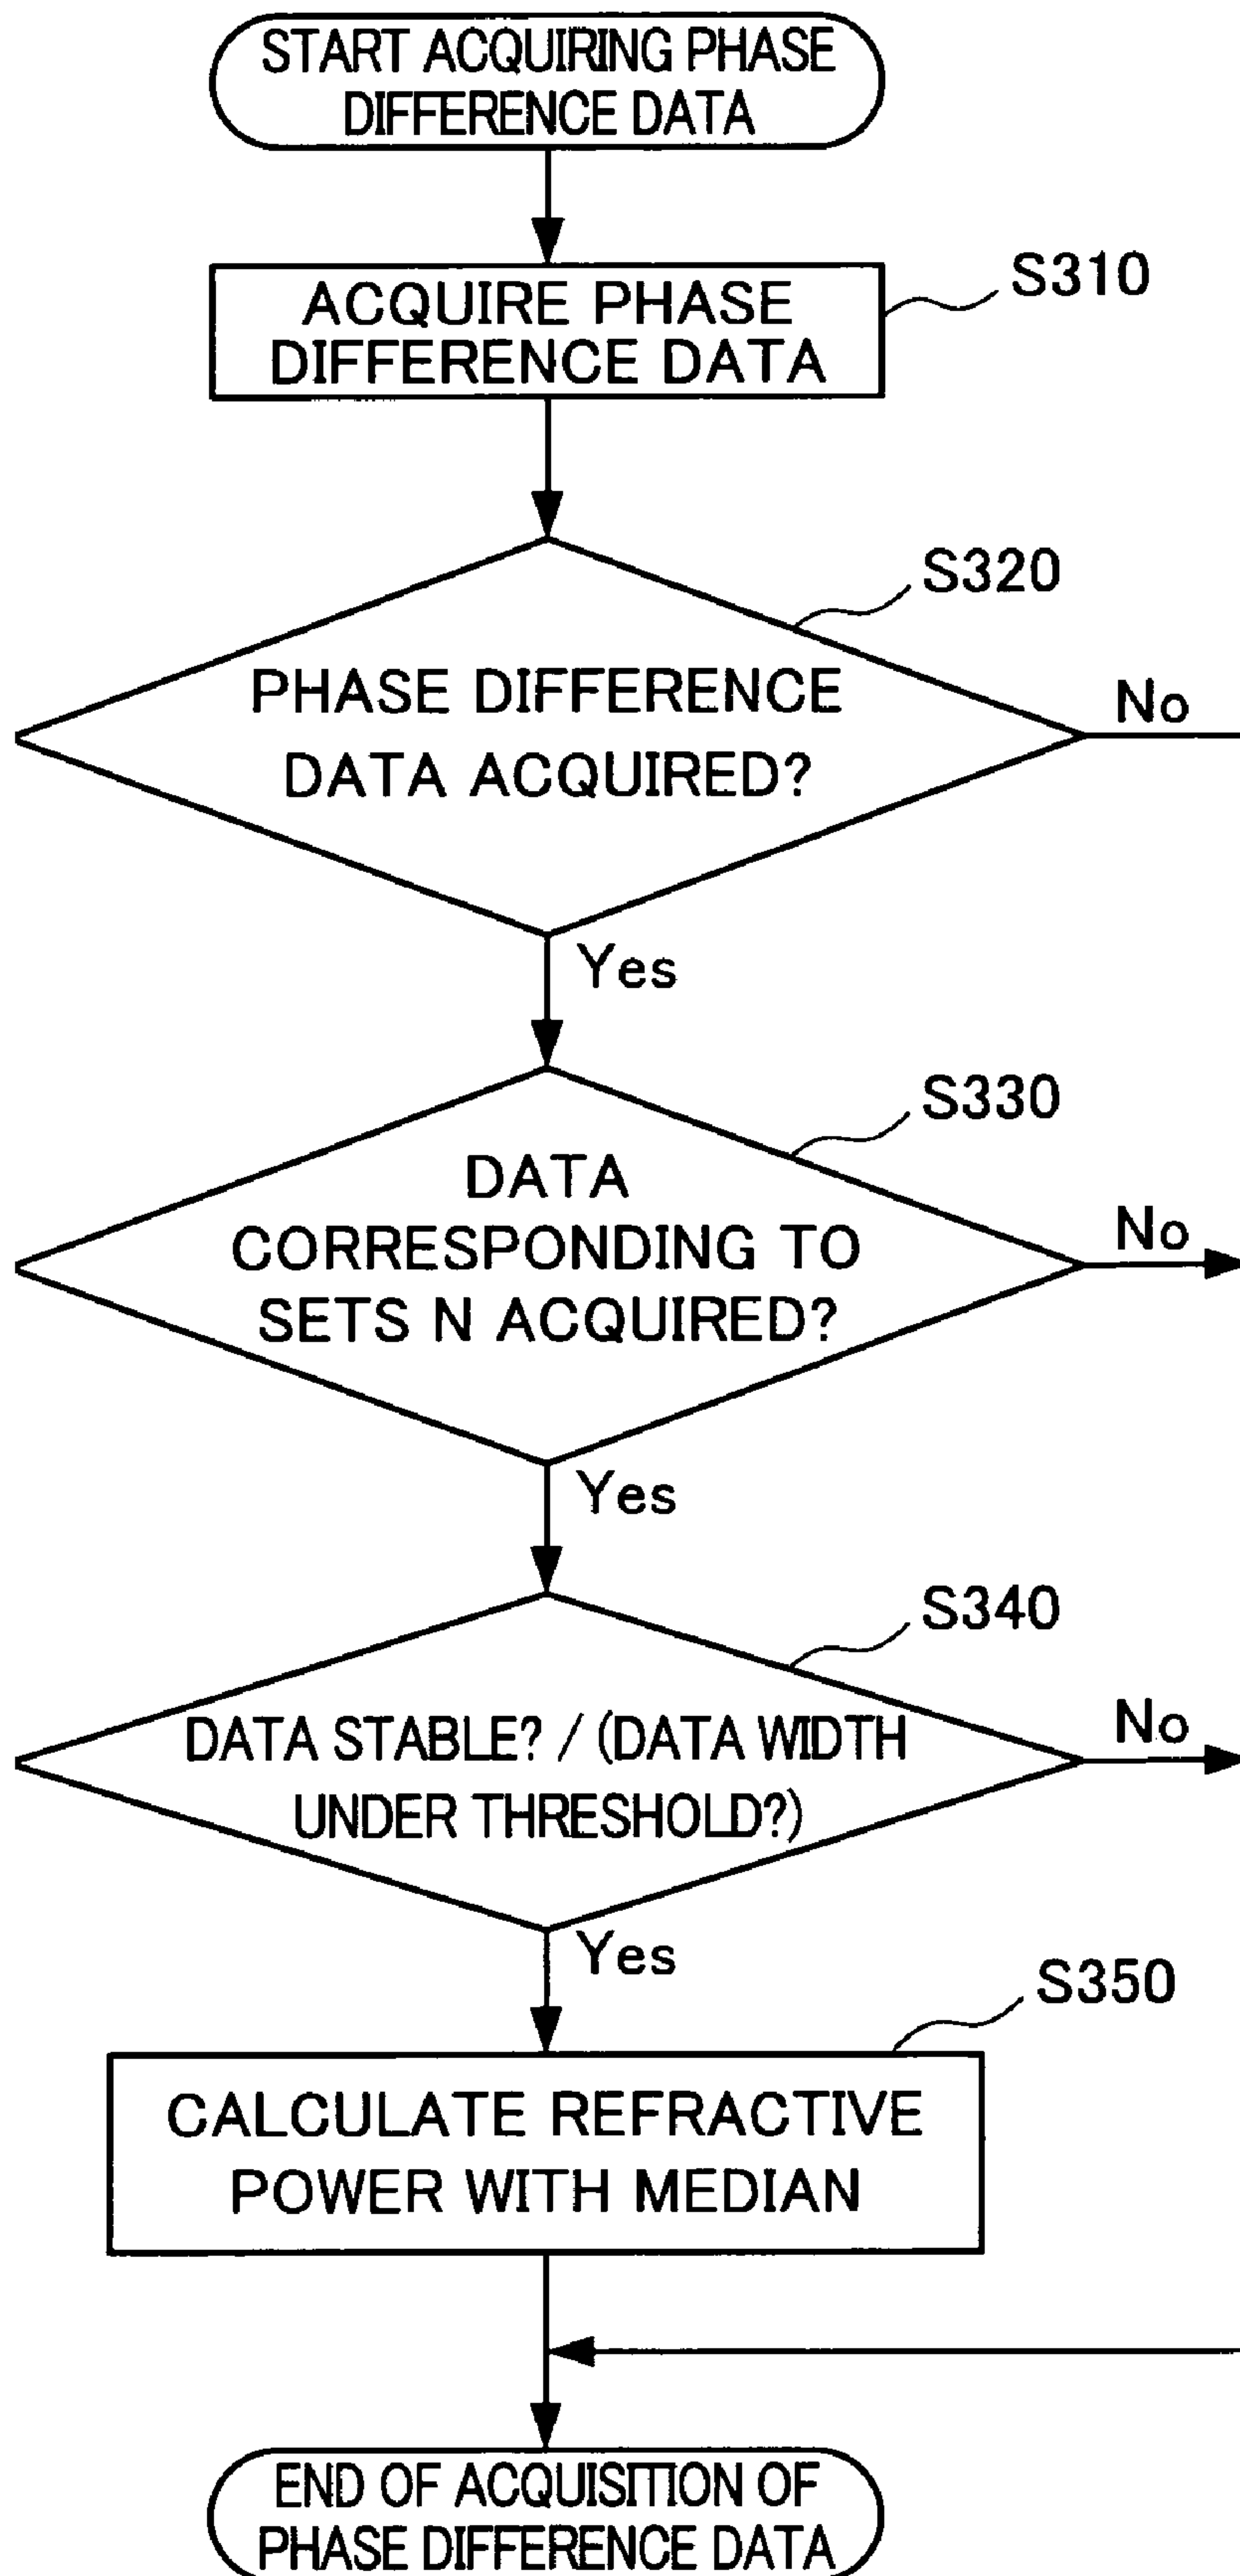 START ACQUIRING PHASE
DIFFERENCE DATA
S310
ACQUIRE PHASE
DIFFERENCE DATA
S320
PHASE DIFFERENCE
DATA ACQUIRED?
No
Yes
S330
DATA
CORRESPONDING TO
SETS N ACQUIRED?
No
Yes
S340
DATA STABLE? / (DATA WIDTH
UNDER THRESHOLD?)
No
Yes
S350
CALCULATE REFRACTIVE
POWER WITH MEDIAN
END OF ACQUISITION OF
PHASE DIFFERENCE DATA